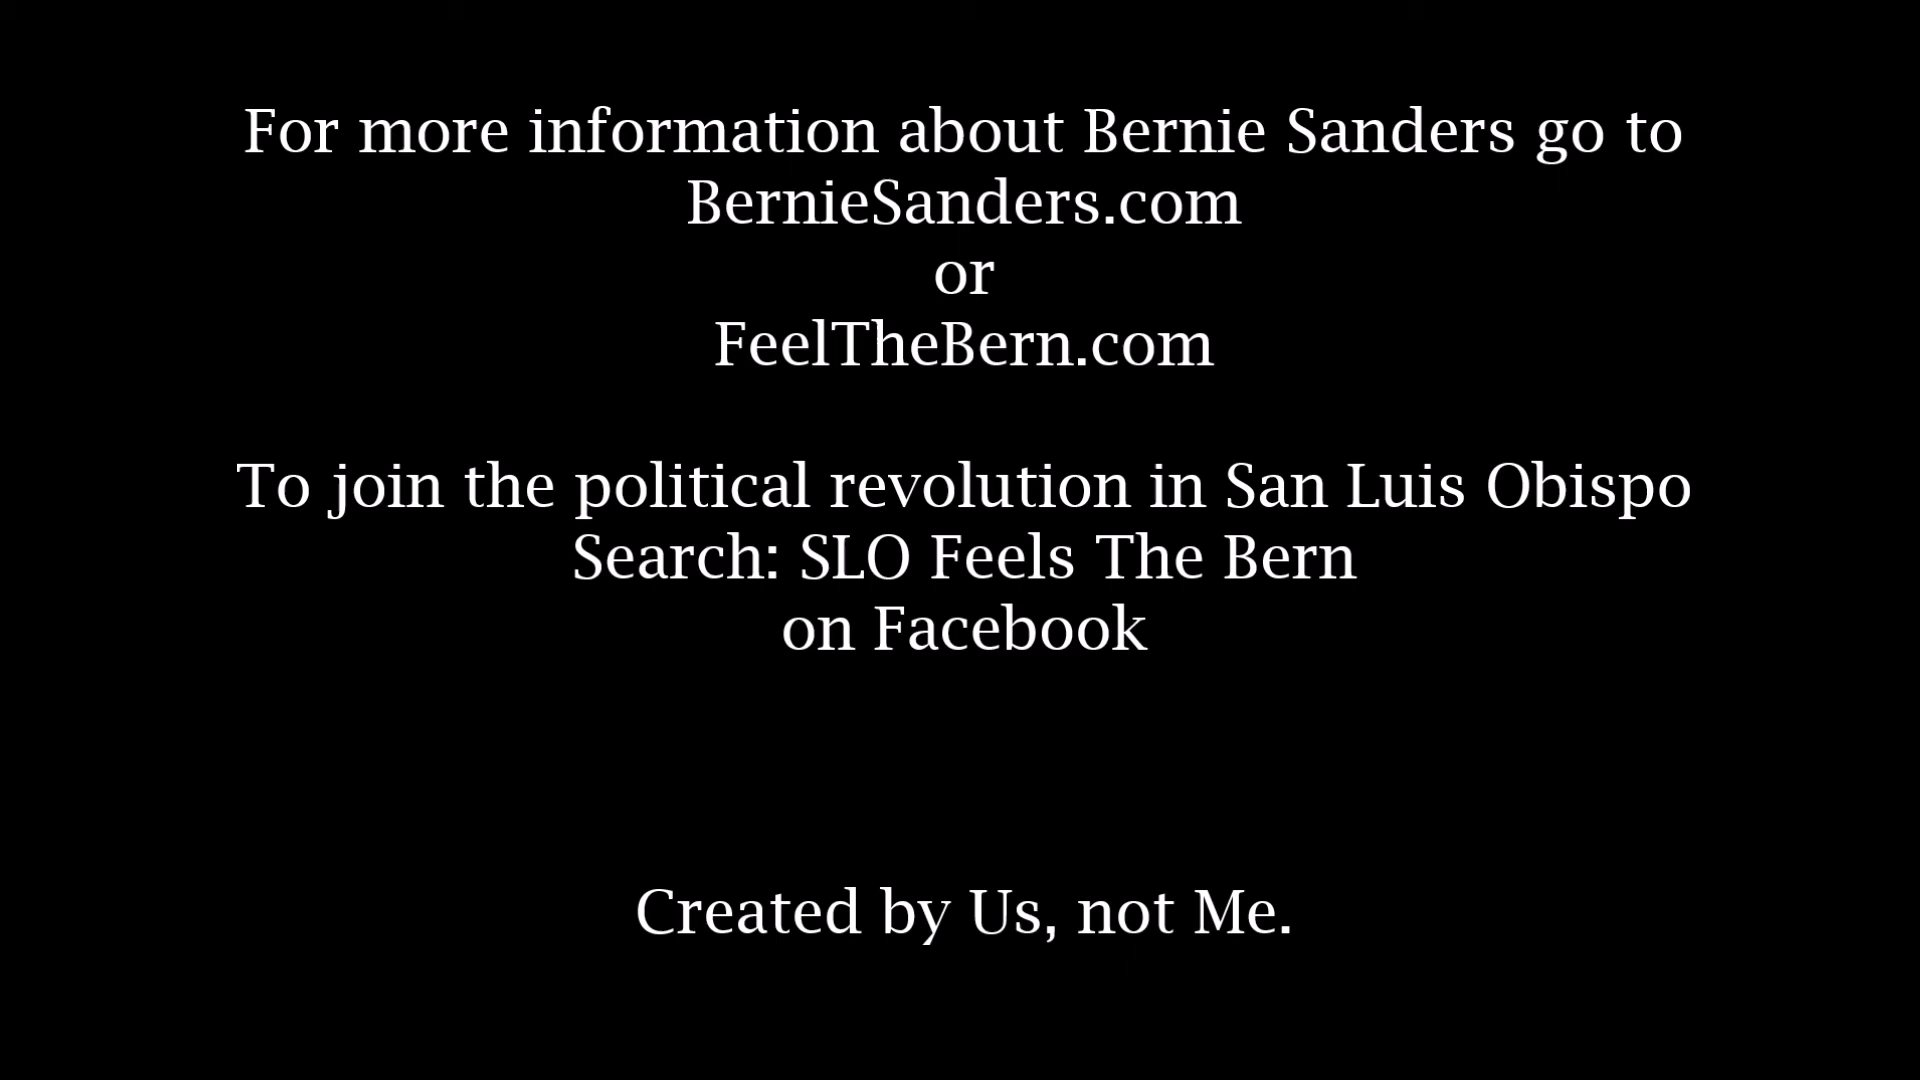 For more information about Bernie Sanders go to
BernieSanders.com
or
FeelTheBern.com
To join the political revolution in San Luis Obispo
Search: SLO Feels The Bern
on Facebook
Created by Us, not Me.